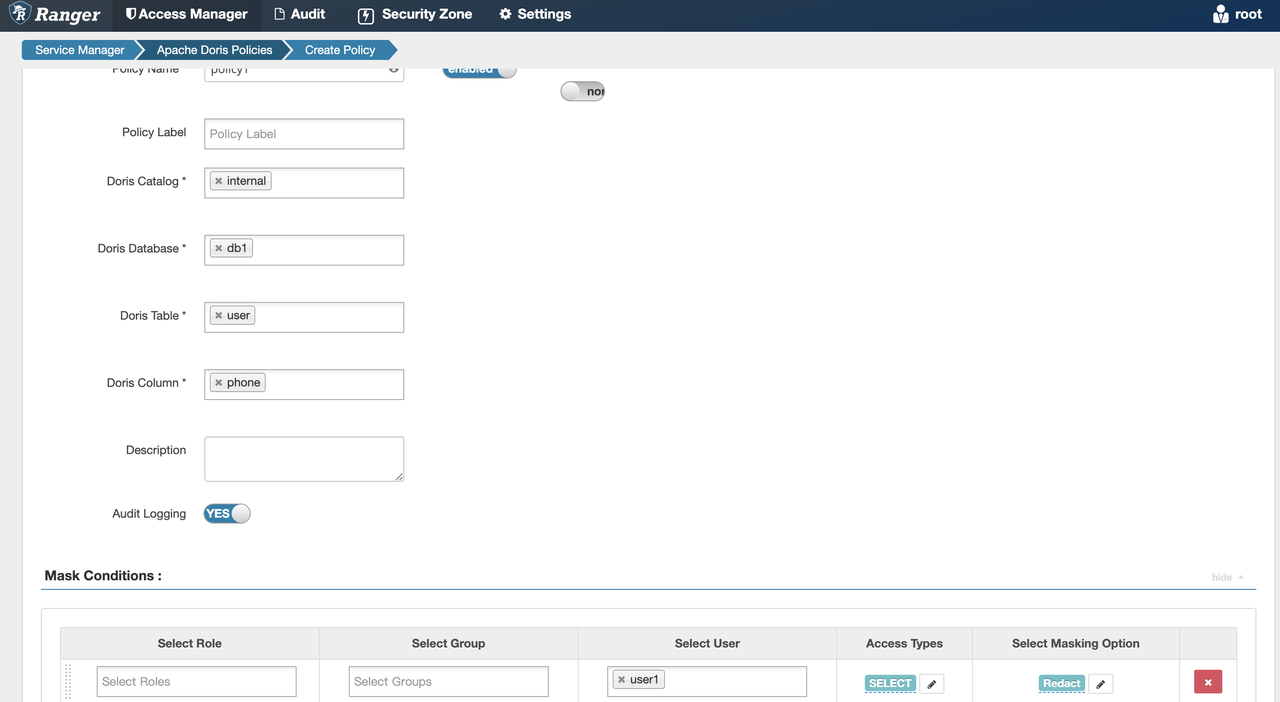 Ranger Access Manager Audit Security Zone Settings root
Service Manager Apache Doris Policies Create Policy
Policy Name * policy1 enabled
nor
Policy Label Policy Label
Doris Catalog * × internal
Doris Database * × db1
Doris Table * × user
Doris Column * × phone
Description
Audit Logging YES
Mask Conditions : hide
Select Role Select Group Select User Access Types Select Masking Option
Select Roles Select Groups × user1 SELECT Redact ×